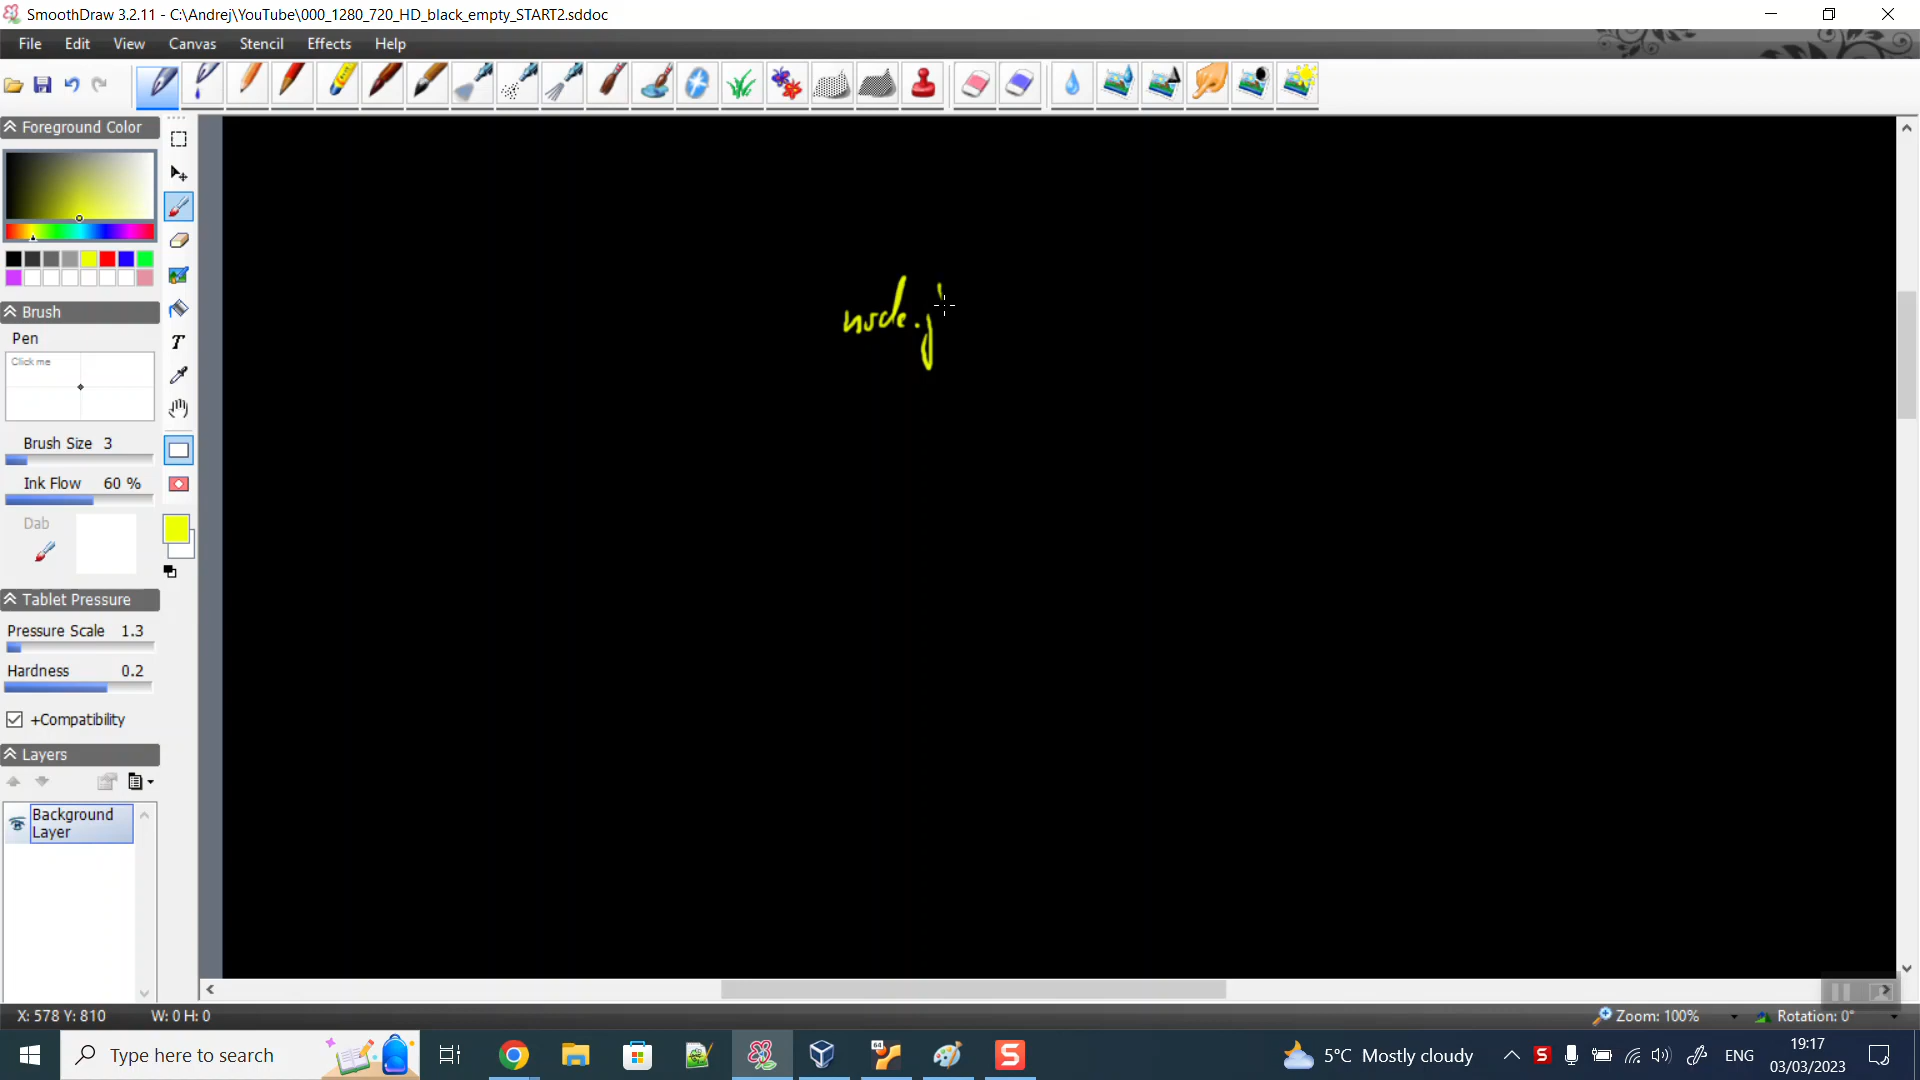 SmoothDraw 3.2.11 - C:\Andrej\YouTube\000_1280_720_HD_black_empty_START2.sddoc
File Edit View Canvas Stencil Effects Help
Foreground Color
Brush
Pen
Click me
Brush Size 3
Ink Flow 60 %
Dab
Tablet Pressure
Pressure Scale 1.3
Hardness 0.2
+Compatibility
Layers
Background
Layer
node.j
X: 578 Y: 810 W: 0 H: 0 Zoom: 100% Rotation: 0°
Type here to search
64
S
5°C Mostly cloudy
S
ENG
19:17
03/03/2023